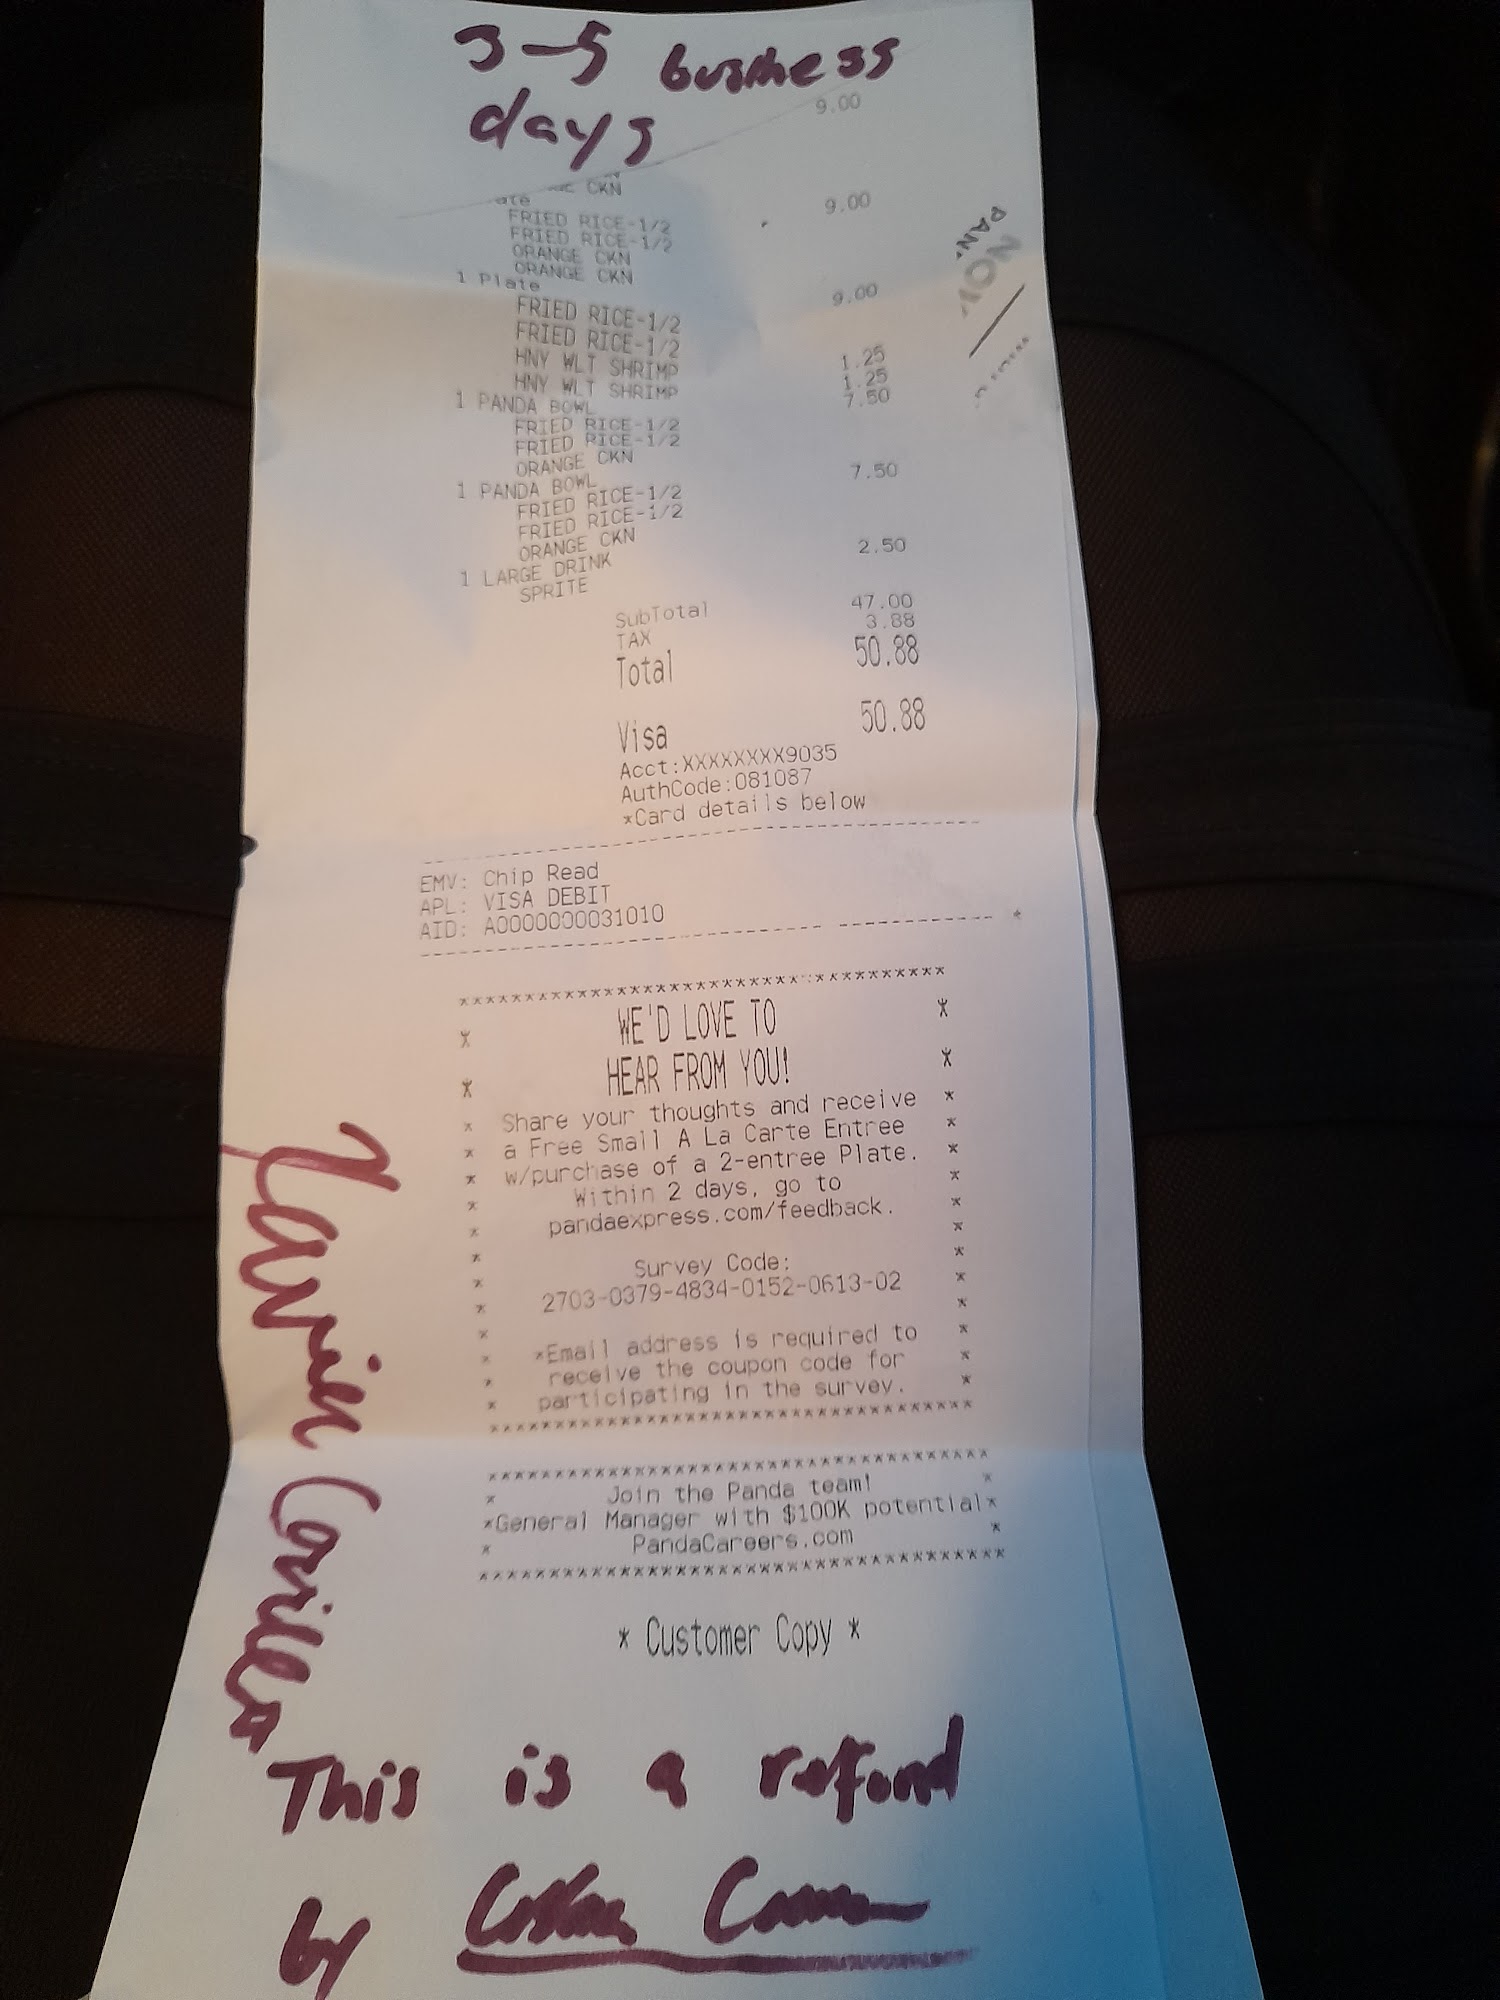 3-5 business
days
9.00
CKN
ate 9.00
FRIED RICE-1/2
FRIED RICE-1/2
ORANGE CKN
ORANGE CKN
1 Plate 9.00
FRIED RICE-1/2
FRIED RICE-1/2
HNY WLT SHRIMP 1.25
HNY WLT SHRIMP 1.25
1 PANDA BOWL 7.50
FRIED RICE-1/2
FRIED RICE-1/2
ORANGE CKN
1 PANDA BOWL 7.50
FRIED RICE-1/2
FRIED RICE-1/2
ORANGE CKN
1 LARGE DRINK 2.50
SPRITE
SubTotal 47.00
TAX 3.88
Total 50.88
Visa 50.88
Acct:XXXXXXXX9035
AuthCode:081087
*Card details below
EMV: Chip Read
APL: VISA DEBIT
AID: A0000000031010
WE'D LOVE TO
HEAR FROM YOU!
Share your thoughts and receive
a Free Small A La Carte Entree
w/purchase of a 2-entree Plate.
Within 2 days, go to
pandaexpress.com/feedback.
Survey Code:
2703-0379-4834-0152-0613-02
*Email address is required to
receive the coupon code for
participating in the survey.
Join the Panda team!
*General Manager with $100K potential*
PandaCareers.com
* Customer Copy *
This is a refund
by